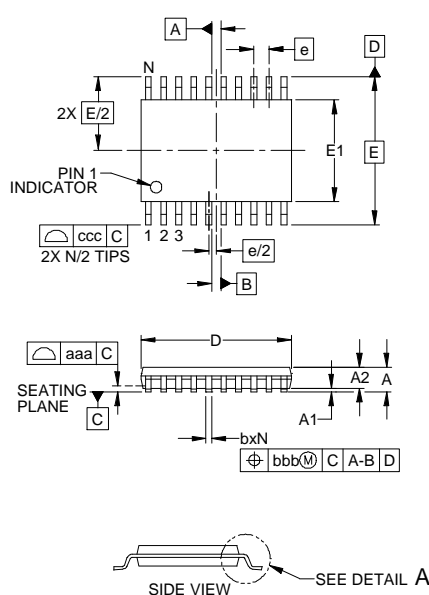 A
e
D
N
2X E/2
E1
E
PIN 1
INDICATOR
ccc C
1 2 3
2X N/2 TIPS
e/2
B
D
aaa C
A2 A
SEATING
PLANE
C
A1
bxN
⌖ bbbⓂ C A-B D
SIDE VIEW
SEE DETAIL A